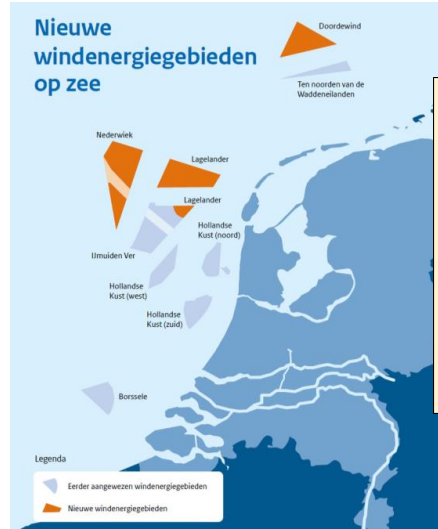 Nieuwe
windenergiegebieden
op zee
Doordewind
Ten noorden van de
Waddeneilanden
Nederwiek
Lagelander
Lagelander
Hollandse
Kust (noord)
IJmuiden Ver
Hollandse
Kust (west)
Hollandse
Kust (zuid)
Borssele
Legenda
Eerder aangewezen windenergiegebieden
Nieuwe windenergiegebieden